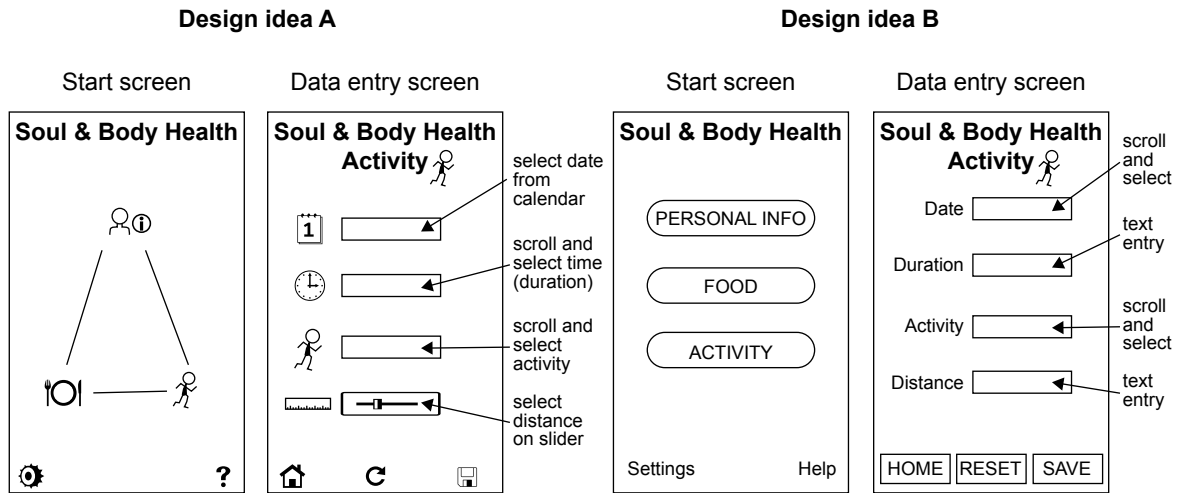 Design idea A
Start screen
Soul & Body Health
?
Data entry screen
Soul & Body Health
Activity
1
select date
from
calendar
scroll and
select time
(duration)
scroll and
select
activity
select
distance
on slider
Design idea B
Start screen
Soul & Body Health
PERSONAL INFO
FOOD
ACTIVITY
Settings
Help
Data entry screen
Soul & Body Health
Activity
Date
scroll
and
select
Duration
text
entry
Activity
scroll
and
select
Distance
text
entry
HOME
RESET
SAVE